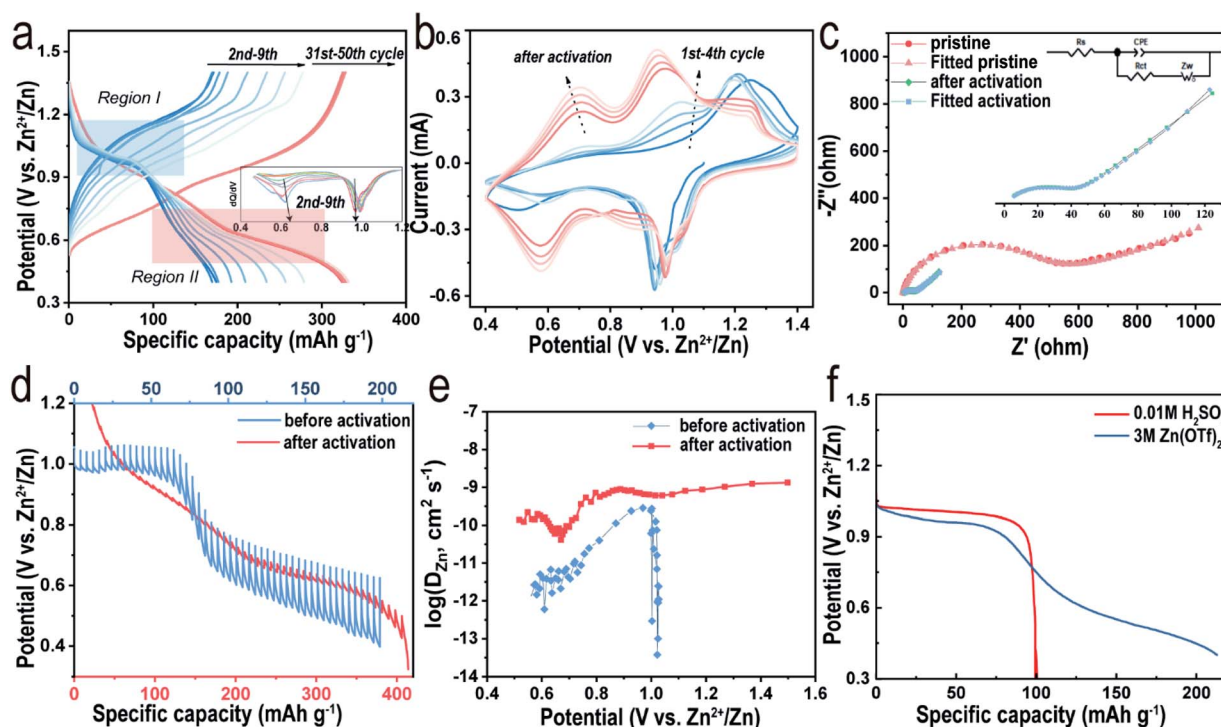 a
1.5
1.2
0.9
0.6
0.3
0
100
200
300
400
Potential (V vs. Zn²⁺/Zn)
Specific capacity (mAh g⁻¹)
2nd-9th
31st-50th cycle
Region I
Region II
dQ/dV
2nd-9th
0.4
0.6
0.8
1.0
1.2
b
0.6
0.3
0.0
-0.3
-0.6
0.4
0.6
0.8
1.0
1.2
1.4
Current (mA)
Potential (V vs. Zn²⁺/Zn)
after activation
1st-4th cycle
c
1000
800
600
400
200
0
0
200
400
600
800
1000
-Z''(ohm)
Z' (ohm)
pristine
Fitted pristine
after activation
Fitted activation
Rs
CPE
Rct
Zw
0
20
40
60
80
100
120
d
0
50
100
150
200
1.2
1.0
0.8
0.6
0.4
0
100
200
300
400
Potential (V vs. Zn²⁺/Zn)
Specific capacity (mAh g⁻¹)
before activation
after activation
e
-7
-8
-9
-10
-11
-12
-13
-14
0.4
0.6
0.8
1.0
1.2
1.4
1.6
log(D_Zn, cm² s⁻¹)
Potential (V vs. Zn²⁺/Zn)
before activation
after activation
f
1.5
1.2
0.9
0.6
0.3
0
50
100
150
200
Potential (V vs. Zn²⁺/Zn)
Specific capacity (mAh g⁻¹)
0.01M H₂SO
3M Zn(OTf)₂